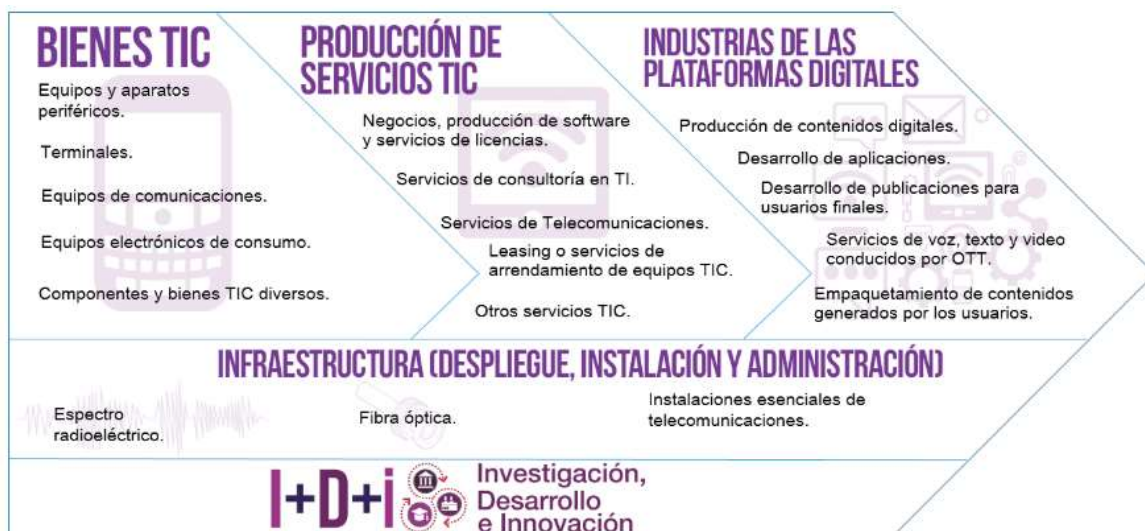 BIENES TIC
Equipos y aparatos
periféricos.
Terminales.
Equipos de comunicaciones.
Equipos electrónicos de consumo.
Componentes y bienes TIC diversos.
PRODUCCIÓN DE
SERVICIOS TIC
Negocios, producción de software
y servicios de licencias.
Servicios de consultoría en TI.
Servicios de Telecomunicaciones.
Leasing o servicios de
arrendamiento de equipos TIC.
Otros servicios TIC.
INDUSTRIAS DE LAS
PLATAFORMAS DIGITALES
Producción de contenidos digitales.
Desarrollo de aplicaciones.
Desarrollo de publicaciones para
usuarios finales.
Servicios de voz, texto y video
conducidos por OTT.
Empaquetamiento de contenidos
generados por los usuarios.
INFRAESTRUCTURA (DESPLIEGUE, INSTALACIÓN Y ADMINISTRACIÓN)
Espectro
radioeléctrico.
Fibra óptica.
Instalaciones esenciales de
telecomunicaciones.
I+D+i
Investigación,
Desarrollo
e Innovación